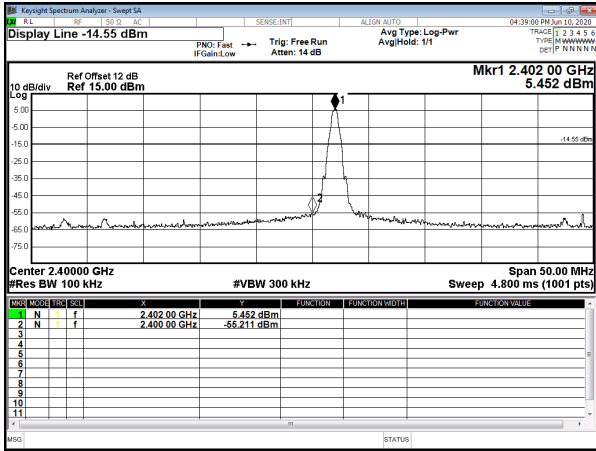 Keysight Spectrum Analyzer - Swept SA
RL RF 50 Ω AC SENSE:INT ALIGN AUTO 04:39:00 PM Jun 10, 2020
Display Line -14.55 dBm
PNO: Fast
IFGain:Low
Trig: Free Run
Atten: 14 dB
Avg Type: Log-Pwr
Avg|Hold: 1/1
TRACE 1 2 3 4 5 6
TYPE M WWWWW
DET P N N N N N
Ref Offset 12 dB
10 dB/div Ref 15.00 dBm
Log
Mkr1 2.402 00 GHz
5.452 dBm
1
5.00
-5.00
-14.55 dBm
-15.0
-25.0
-35.0
-45.0
2
-55.0
-65.0
-75.0
Center 2.40000 GHz Span 50.00 MHz
#Res BW 100 kHz #VBW 300 kHz Sweep 4.800 ms (1001 pts)
MKR MODE TRC SCL X Y FUNCTION FUNCTION WIDTH FUNCTION VALUE
1 N 1 f 2.402 00 GHz 5.452 dBm
2 N 1 f 2.400 00 GHz -55.211 dBm
3
4
5
6
7
8
9
10
11
MSG STATUS